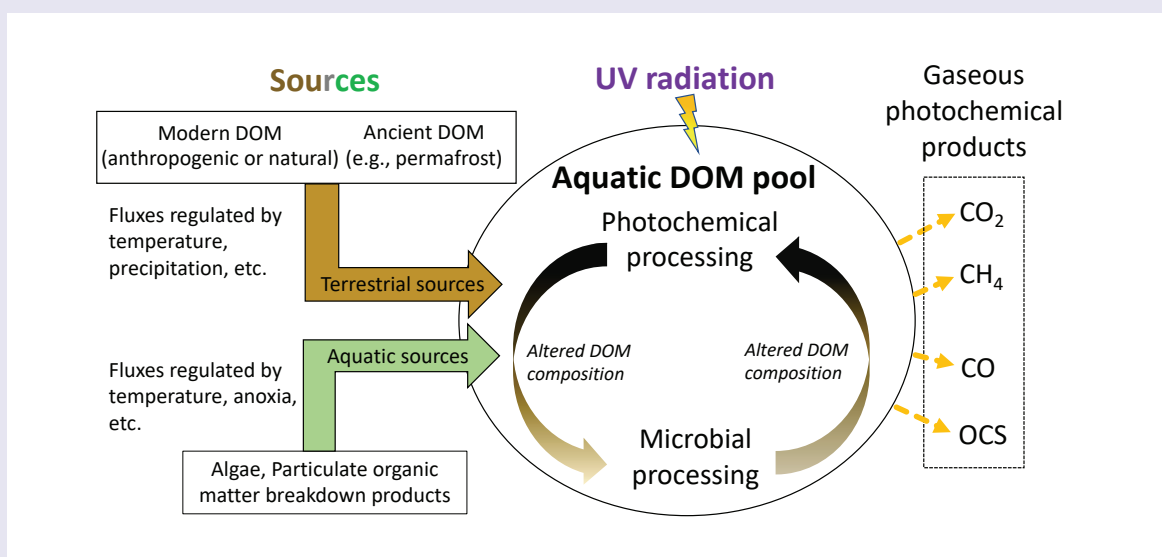 Sources
Modern DOM
(anthropogenic or natural)
Ancient DOM
(e.g., permafrost)
Fluxes regulated by
temperature,
precipitation, etc.
Terrestrial sources
Aquatic sources
Fluxes regulated by
temperature, anoxia,
etc.
Algae, Particulate organic
matter breakdown products
UV radiation
Aquatic DOM pool
Photochemical
processing
Altered DOM
composition
Altered DOM
composition
Microbial
processing
Gaseous
photochemical
products
CO2
CH4
CO
OCS